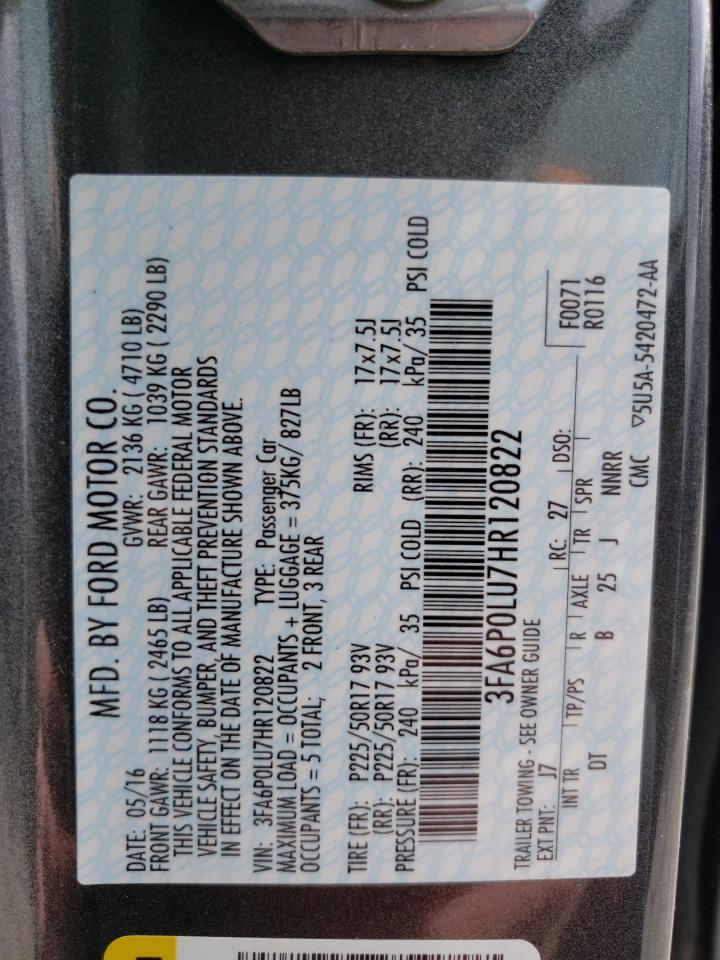 MFD. BY FORD MOTOR CO.
DATE: 05/16 GVWR: 2136 KG ( 4710 LB)
FRONT GAWR: 1118 KG ( 2465 LB) REAR GAWR: 1039 KG ( 2290 LB)
THIS VEHICLE CONFORMS TO ALL APPLICABLE FEDERAL MOTOR
VEHICLE SAFETY, BUMPER, AND THEFT PREVENTION STANDARDS
IN EFFECT ON THE DATE OF MANUFACTURE SHOWN ABOVE.
VIN: 3FA6P0LU7HR120822 TYPE: Passenger Car
MAXIMUM LOAD = OCCUPANTS + LUGGAGE = 375KG/ 827LB
OCCUPANTS = 5 TOTAL; 2 FRONT, 3 REAR
TIRE (FR): P225/50R17 93V RIMS (FR): 17x7.5J
(RR): P225/50R17 93V (RR): 17x7.5J
PRESSURE (FR): 240 kPa/ 35 PSI COLD (RR): 240 kPa/ 35 PSI COLD
3FA6P0LU7HR120822
TRAILER TOWING - SEE OWNER GUIDE
EXT PNT: J7 RC: 27 DSO: F0071
R0116
INT TR TP/PS R AXLE TR SPR
DT B 25 J NNRR
CMC ▽5U5A-5420472-AA